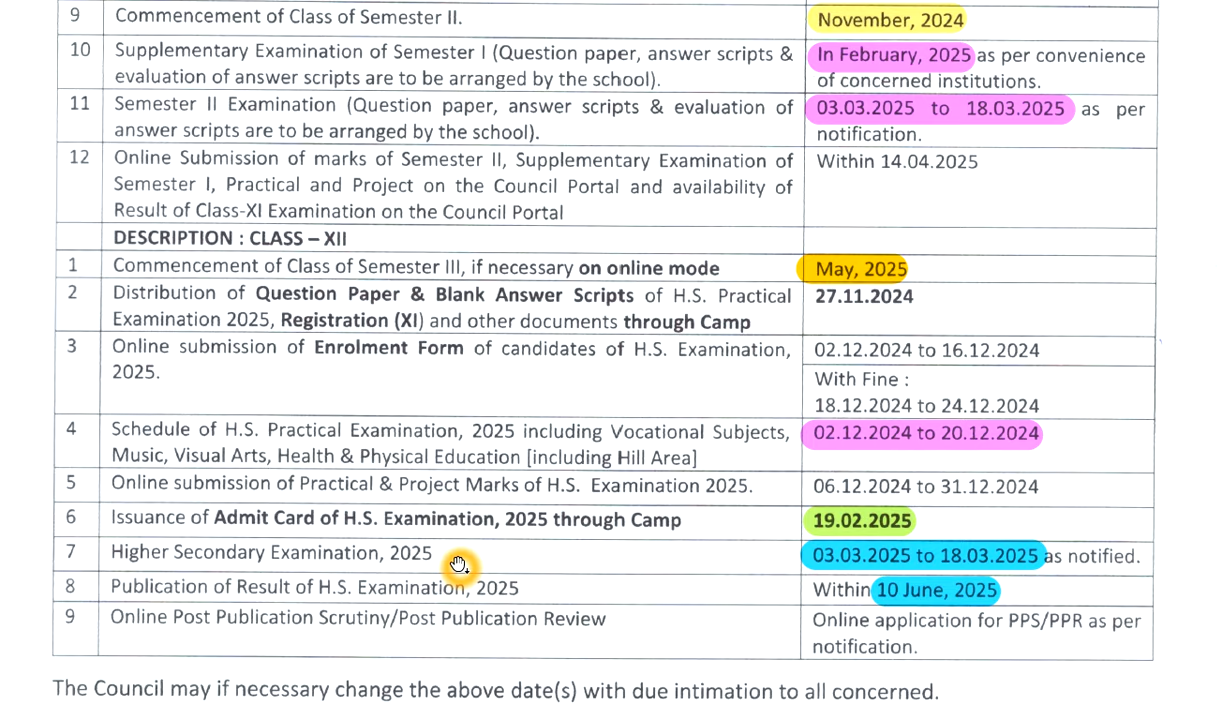 9 Commencement of Class of Semester II. November, 2024
10 Supplementary Examination of Semester I (Question paper, answer scripts & In February, 2025 as per convenience
evaluation of answer scripts are to be arranged by the school). of concerned institutions.
11 Semester II Examination (Question paper, answer scripts & evaluation of 03.03.2025 to 18.03.2025 as per
answer scripts are to be arranged by the school). notification.
12 Online Submission of marks of Semester II, Supplementary Examination of Within 14.04.2025
Semester I, Practical and Project on the Council Portal and availability of
Result of Class-XI Examination on the Council Portal
DESCRIPTION : CLASS – XII
1 Commencement of Class of Semester III, if necessary on online mode May, 2025
2 Distribution of Question Paper & Blank Answer Scripts of H.S. Practical 27.11.2024
Examination 2025, Registration (XI) and other documents through Camp
3 Online submission of Enrolment Form of candidates of H.S. Examination, 02.12.2024 to 16.12.2024
2025. With Fine :
18.12.2024 to 24.12.2024
4 Schedule of H.S. Practical Examination, 2025 including Vocational Subjects, 02.12.2024 to 20.12.2024
Music, Visual Arts, Health & Physical Education [including Hill Area]
5 Online submission of Practical & Project Marks of H.S. Examination 2025. 06.12.2024 to 31.12.2024
6 Issuance of Admit Card of H.S. Examination, 2025 through Camp 19.02.2025
7 Higher Secondary Examination, 2025 03.03.2025 to 18.03.2025 as notified.
8 Publication of Result of H.S. Examination, 2025 Within 10 June, 2025
9 Online Post Publication Scrutiny/Post Publication Review Online application for PPS/PPR as per
notification.
The Council may if necessary change the above date(s) with due intimation to all concerned.